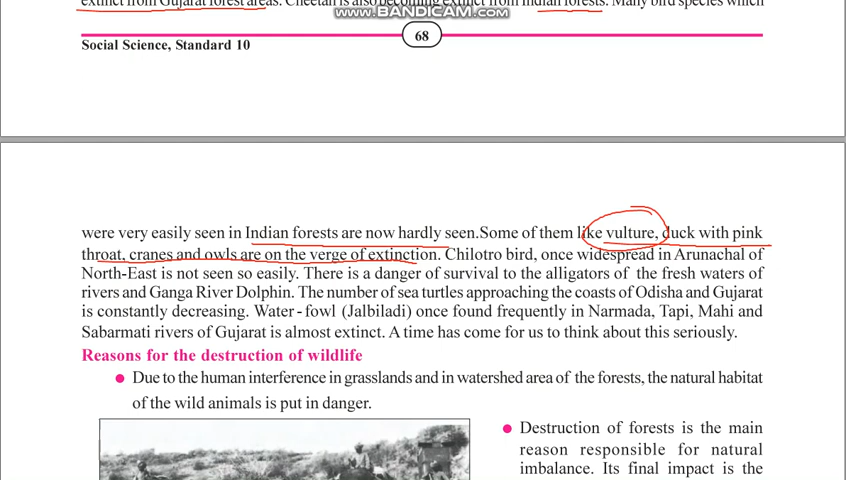 extinct from Gujarat forest areas. Cheetah is also becoming extinct from Indian forests. Many bird species which
www.BANDICAM.com
Social Science, Standard 10
68
were very easily seen in Indian forests are now hardly seen.Some of them like vulture, duck with pink
throat, cranes and owls are on the verge of extinction. Chilotro bird, once widespread in Arunachal of
North-East is not seen so easily. There is a danger of survival to the alligators of the fresh waters of
rivers and Ganga River Dolphin. The number of sea turtles approaching the coasts of Odisha and Gujarat
is constantly decreasing. Water - fowl (Jalbiladi) once found frequently in Narmada, Tapi, Mahi and
Sabarmati rivers of Gujarat is almost extinct. A time has come for us to think about this seriously.
Reasons for the destruction of wildlife
● Due to the human interference in grasslands and in watershed area of the forests, the natural habitat
of the wild animals is put in danger.
● Destruction of forests is the main
reason responsible for natural
imbalance. Its final impact is the